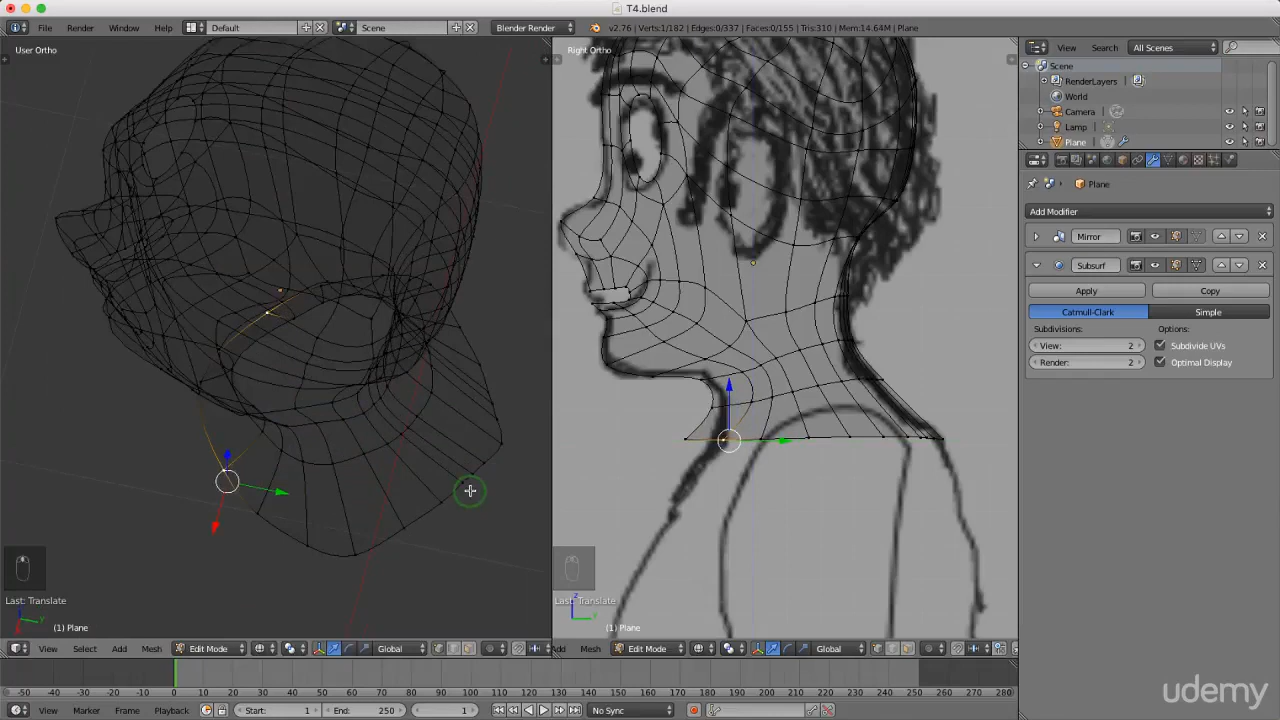 T4.blend
File Render Window Help Default Scene Blender Render v2.76 | Verts:1/182 | Edges:0/337 | Faces:0/155 | Tris:310 | Mem:14.64M | Plane
User Ortho
Right Ortho
View Search All Scenes
Scene
RenderLayers
World
Camera
Lamp
Plane
Plane
Add Modifier
Mirror
Subsurf
Apply Copy
Catmull-Clark Simple
Subdivisions: Options:
View: 2 Subdivide UVs
Render: 2 Optimal Display
Last: Translate
Last: Translate
(1) Plane
(1) Plane
View Select Add Mesh Edit Mode Global
Add Mesh Edit Mode Global
-50 -40 -30 -20 -10 0 10 20 30 40 50 60 70 80 90 100 110 120 130 140 150 160 170 180 190 200 210 220 230 240 250 260 270 280
View Marker Frame Playback Start: 1 End: 250 1 No Sync
udemy